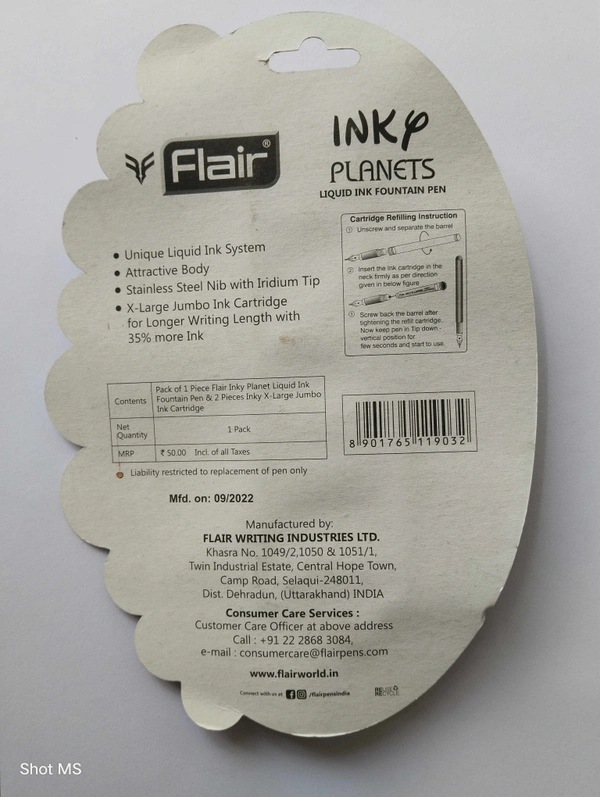 Flair®
INKY
PLANETS
LIQUID INK FOUNTAIN PEN
• Unique Liquid Ink System
• Attractive Body
• Stainless Steel Nib with Iridium Tip
• X-Large Jumbo Ink Cartridge
for Longer Writing Length with
35% more Ink
Cartridge Refilling Instruction
① Unscrew and separate the barrel
② Insert the ink cartridge in the
neck firmly as per direction
given in below figure
③ Screw back the barrel after
tightening the refill cartridge.
Now keep pen in Tip down -
vertical position for
few seconds and start to use.
Contents
Pack of 1 Piece Flair Inky Planet Liquid Ink
Fountain Pen & 2 Pieces Inky X-Large Jumbo
Ink Cartridge
Net
Quantity
1 Pack
MRP
₹ 50.00 Incl. of all Taxes
8 901765 119032
Liability restricted to replacement of pen only
Mfd. on: 09/2022
Manufactured by:
FLAIR WRITING INDUSTRIES LTD.
Khasra No. 1049/2,1050 & 1051/1,
Twin Industrial Estate, Central Hope Town,
Camp Road, Selaqui-248011,
Dist. Dehradun, (Uttarakhand) INDIA
Consumer Care Services :
Customer Care Officer at above address
Call : +91 22 2868 3084,
e-mail : consumercare@flairpens.com
www.flairworld.in
Connect with us at /flairpensindia
REUSE
RECYCLE
Shot MS